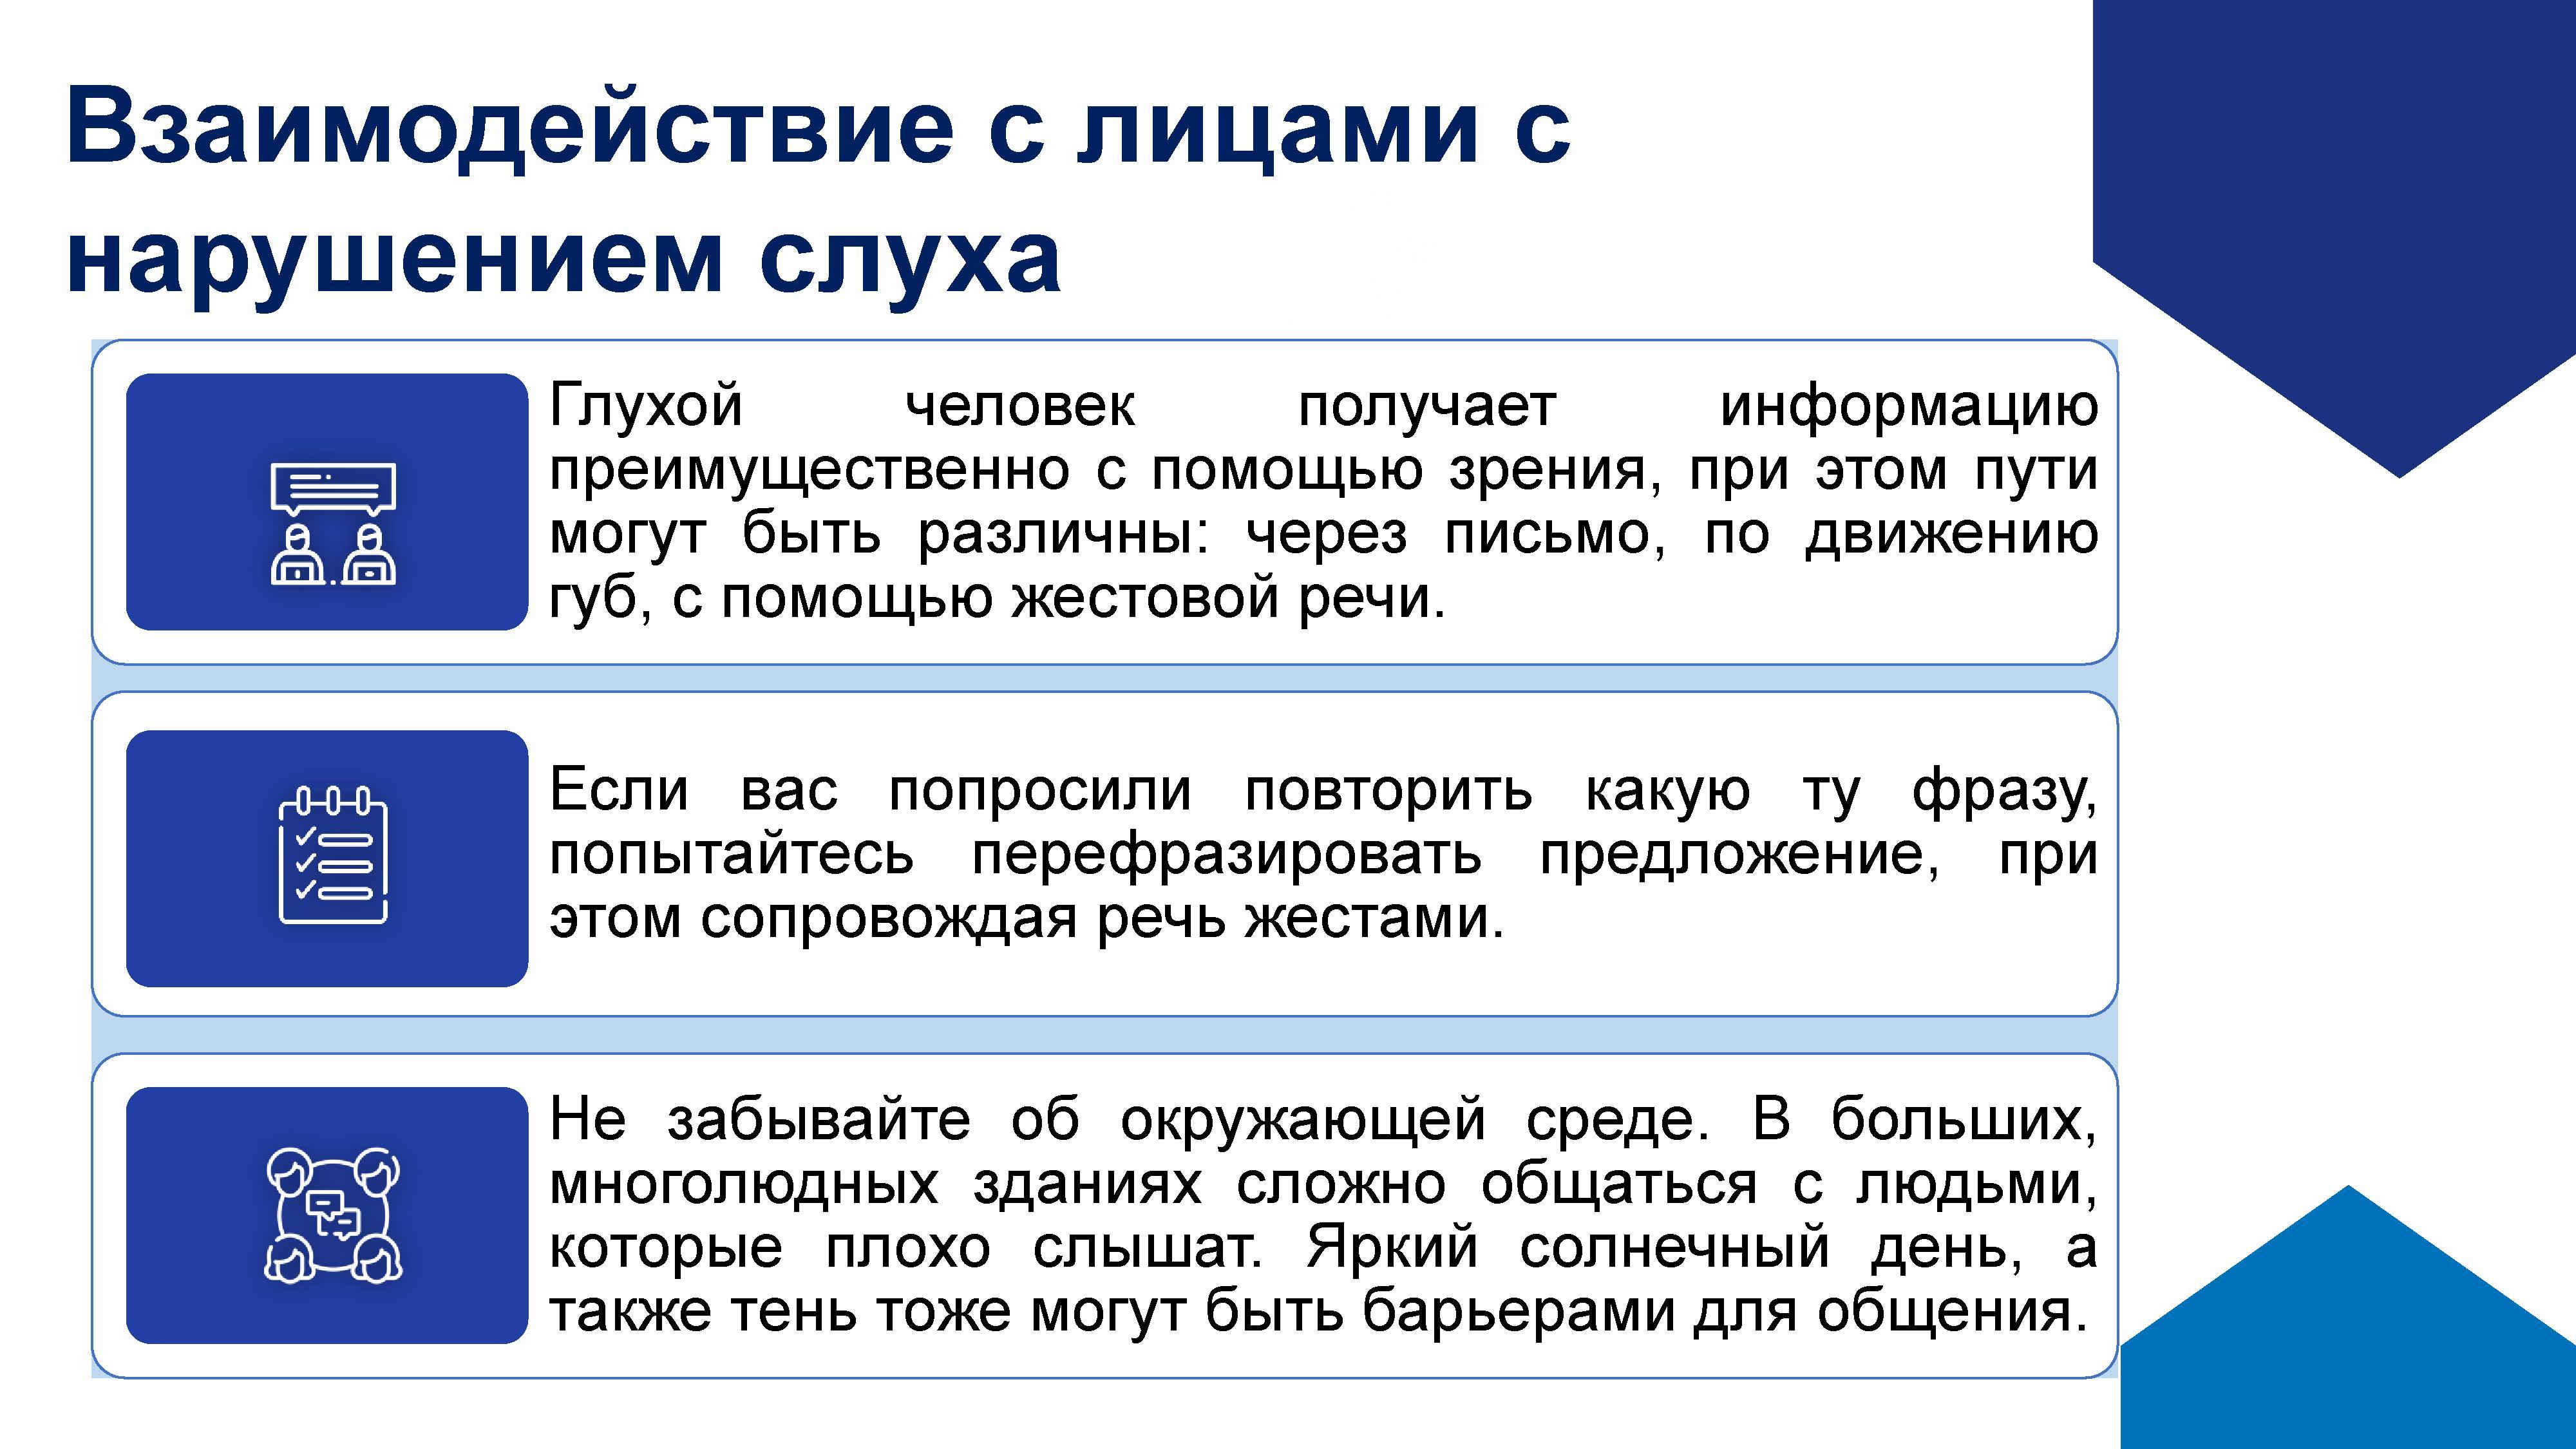 Взаимодействие с лицами с
нарушением слуха
Глухой человек получает информацию
преимущественно с помощью зрения, при этом пути
могут быть различны: через письмо, по движению
губ, с помощью жестовой речи.
Если вас попросили повторить какую ту фразу,
попытайтесь перефразировать предложение, при
этом сопровождая речь жестами.
Не забывайте об окружающей среде. В больших,
многолюдных зданиях сложно общаться с людьми,
которые плохо слышат. Яркий солнечный день, а
также тень тоже могут быть барьерами для общения.